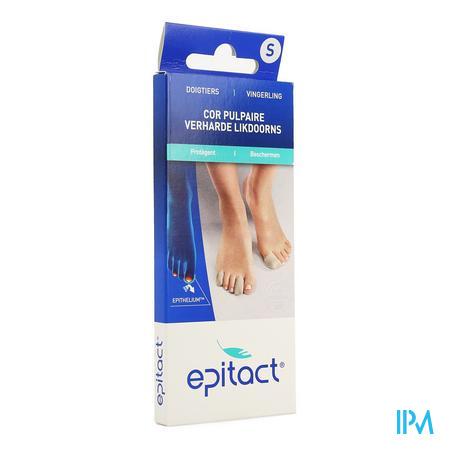 S
DOIGTIERS | VINGERLING
COR PULPAIRE
VERHARDE LIKDOORNS
Protègent | Beschermen
EPITHELIUM™
epitact®
epitact®
IPM